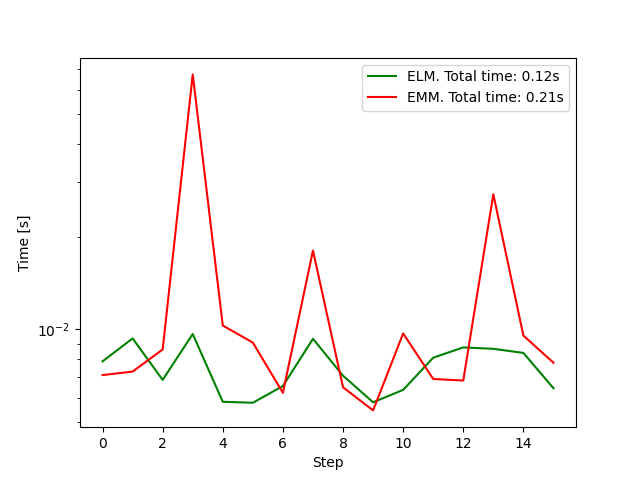 ELM. Total time: 0.12s
EMM. Total time: 0.21s
Time [s]
10⁻²
0 2 4 6 8 10 12 14
Step